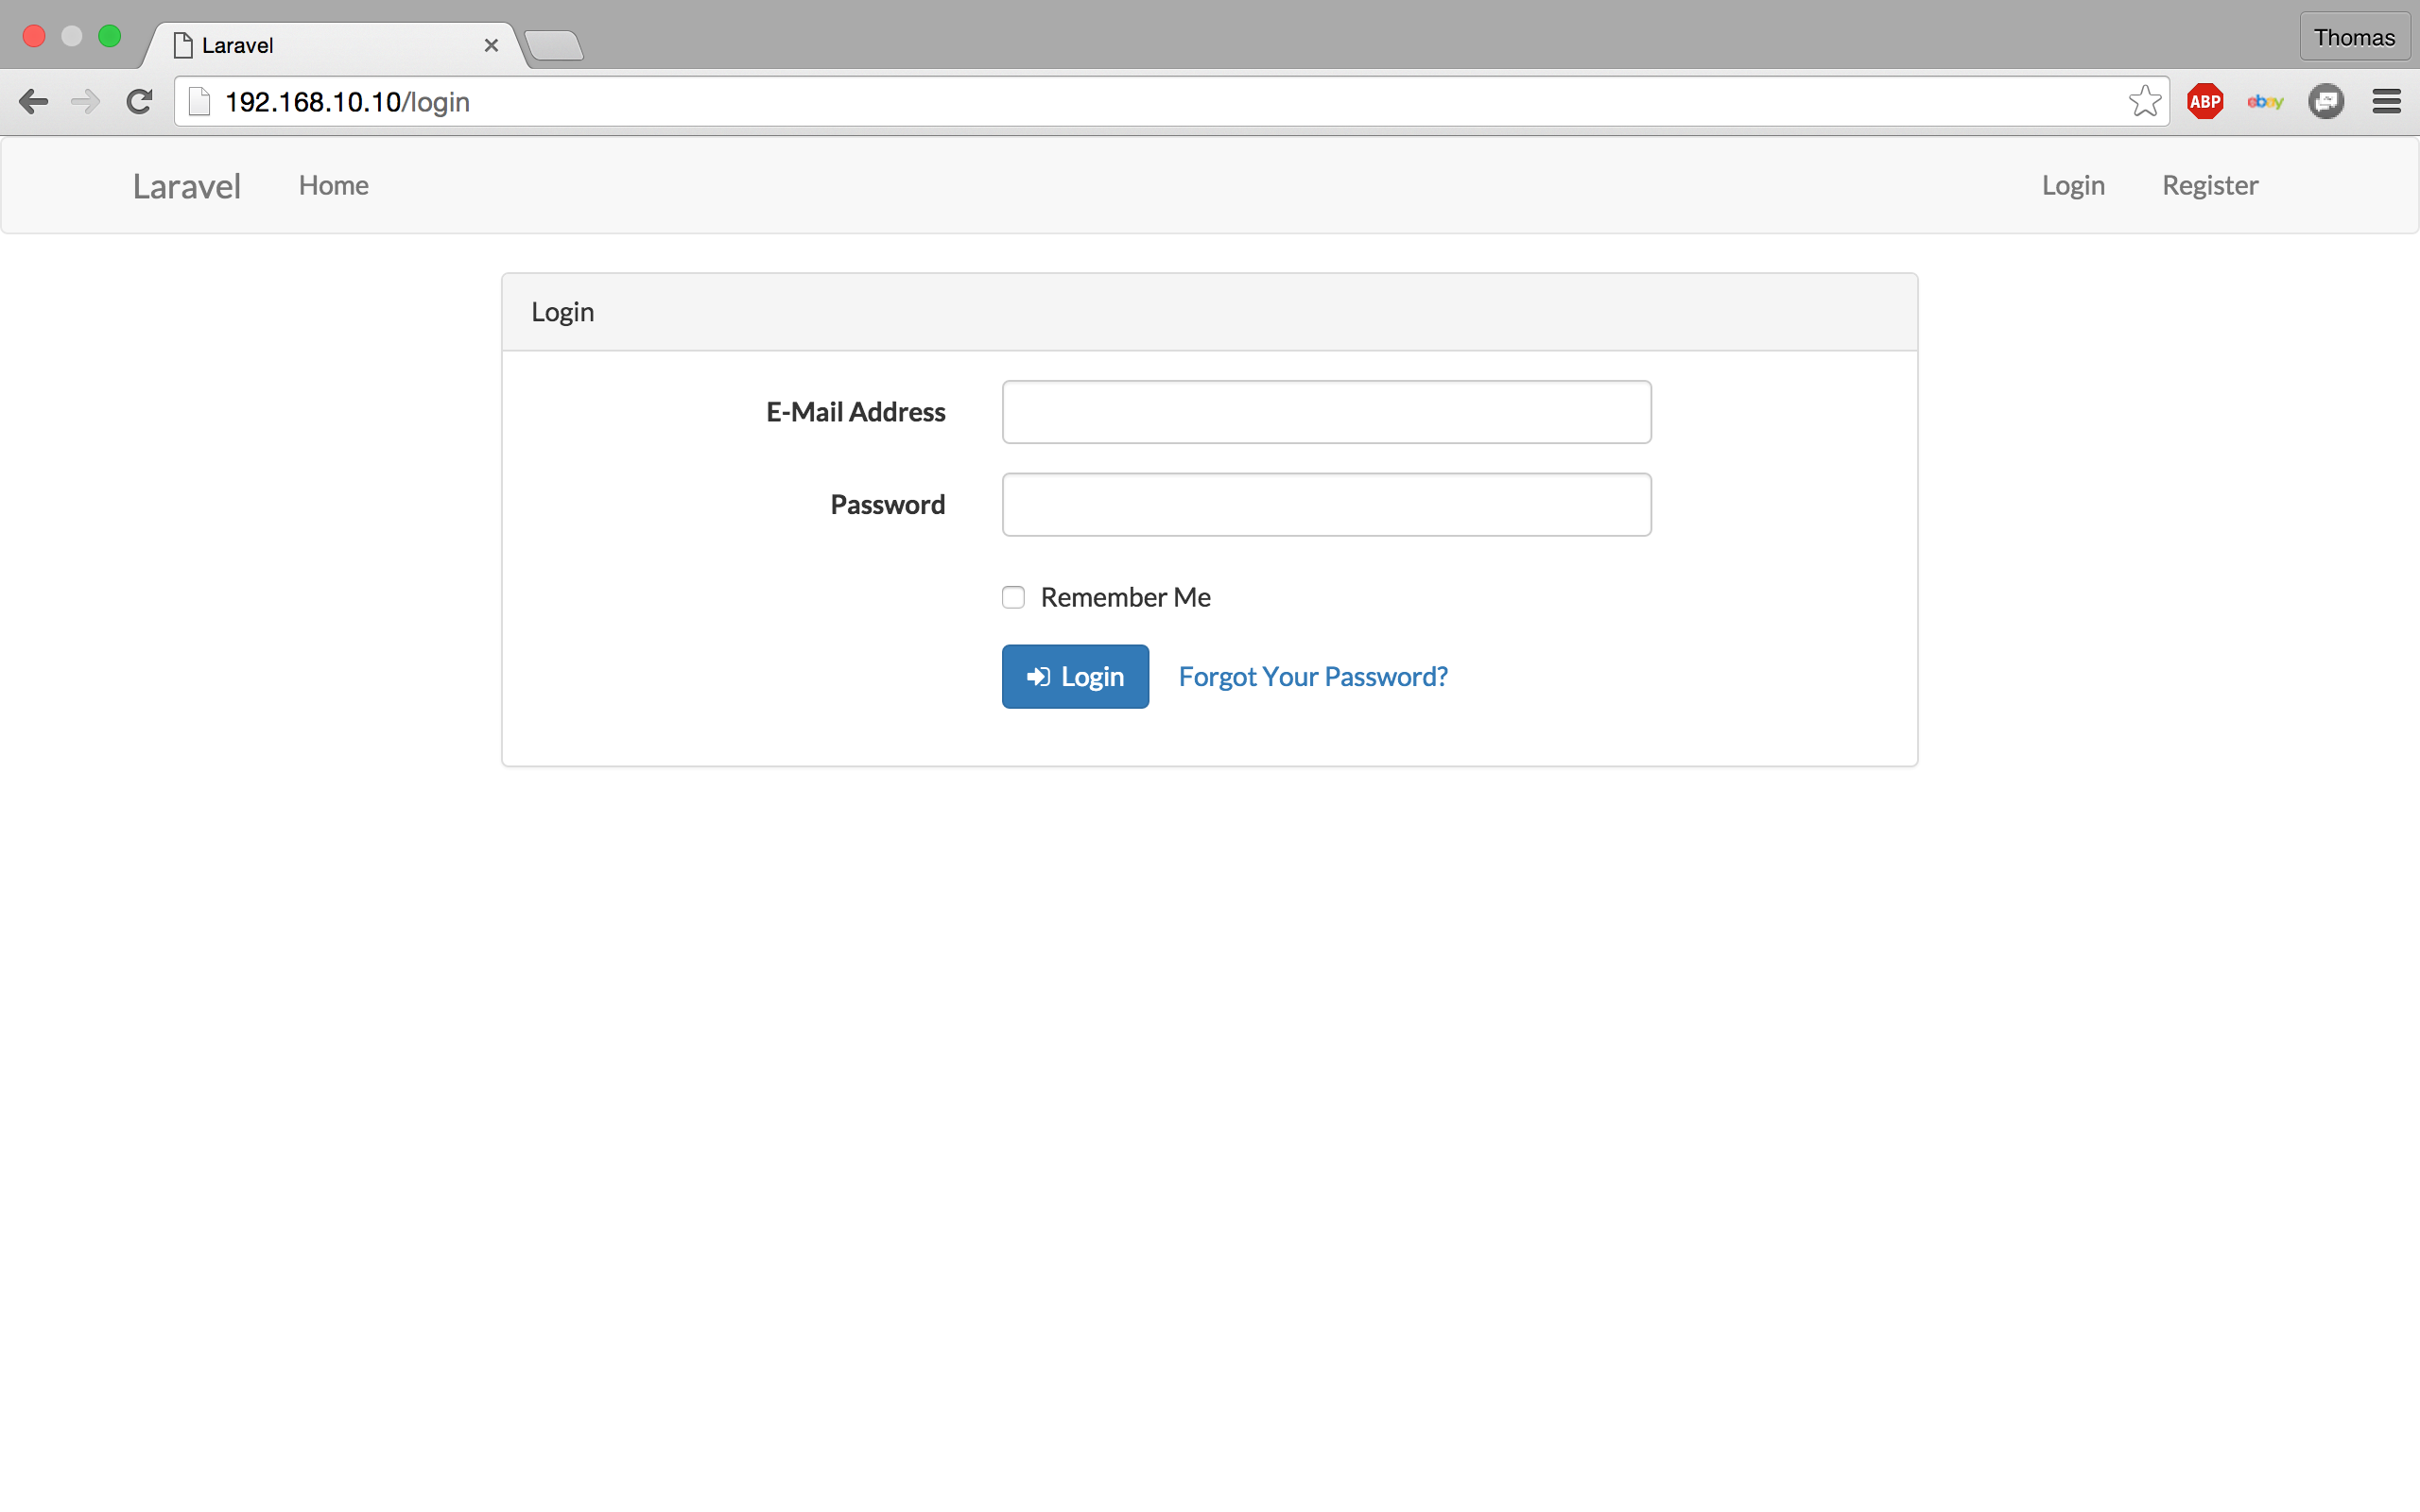 Laravel
Thomas
192.168.10.10/login
ABP
ebay
Laravel Home Login Register
Login
E-Mail Address
Password
Remember Me
Login Forgot Your Password?